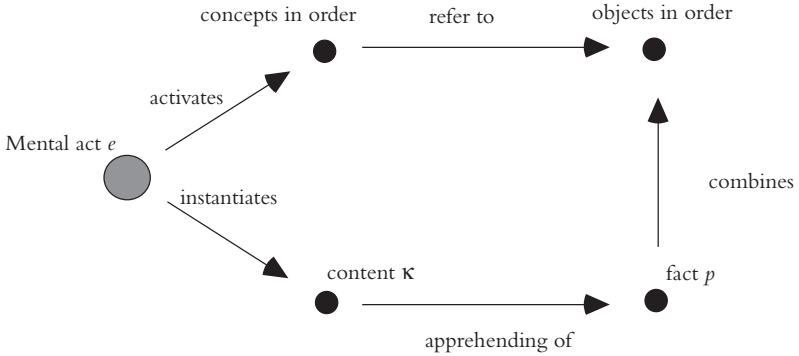 concepts in order
refer to
objects in order
activates
Mental act e
instantiates
combines
content κ
fact p
apprehending of